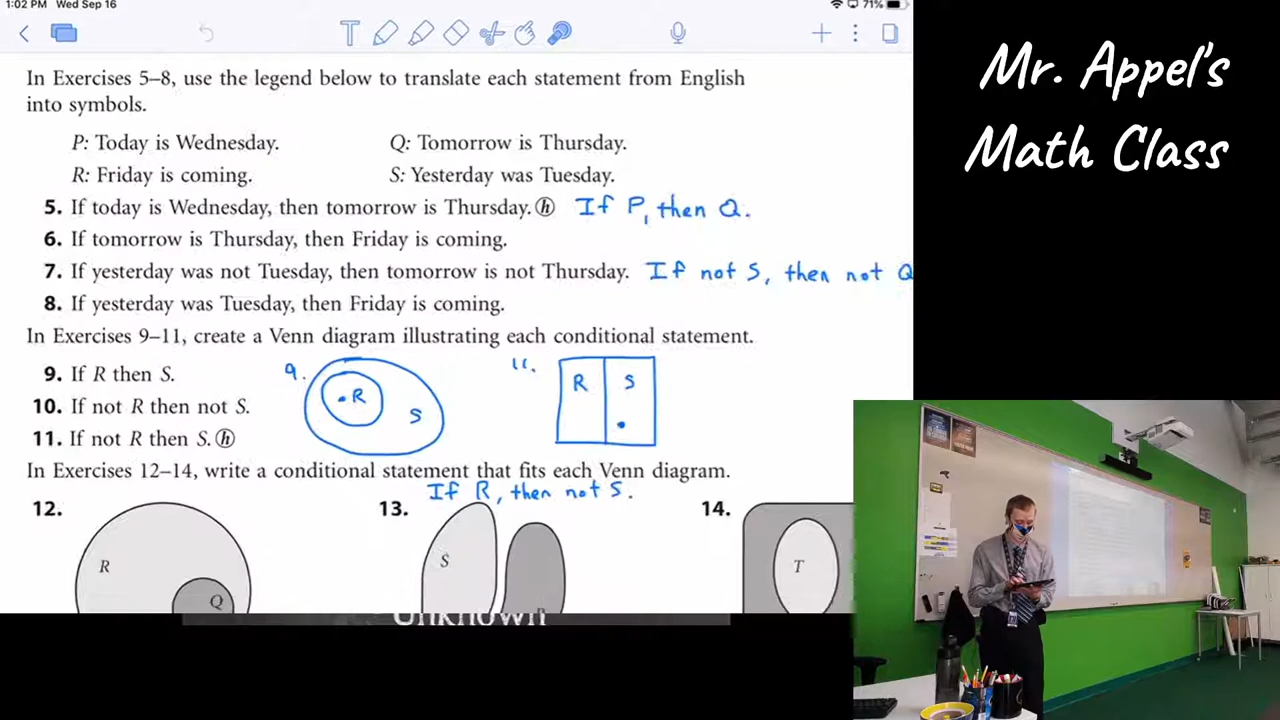 1:02 PM Wed Sep 16
71%
Mr. Appel's
Math Class
In Exercises 5–8, use the legend below to translate each statement from English
into symbols.
P: Today is Wednesday. Q: Tomorrow is Thursday.
R: Friday is coming. S: Yesterday was Tuesday.
5. If today is Wednesday, then tomorrow is Thursday. ⓗ If P, then Q.
6. If tomorrow is Thursday, then Friday is coming.
7. If yesterday was not Tuesday, then tomorrow is not Thursday. If not S, then not Q
8. If yesterday was Tuesday, then Friday is coming.
In Exercises 9–11, create a Venn diagram illustrating each conditional statement.
9. If R then S.
10. If not R then not S.
11. If not R then S. ⓗ
9.
R
S
11.
R S
In Exercises 12–14, write a conditional statement that fits each Venn diagram.
If R, then not S.
12. 13. 14.
R
Q
S
T
Unknown